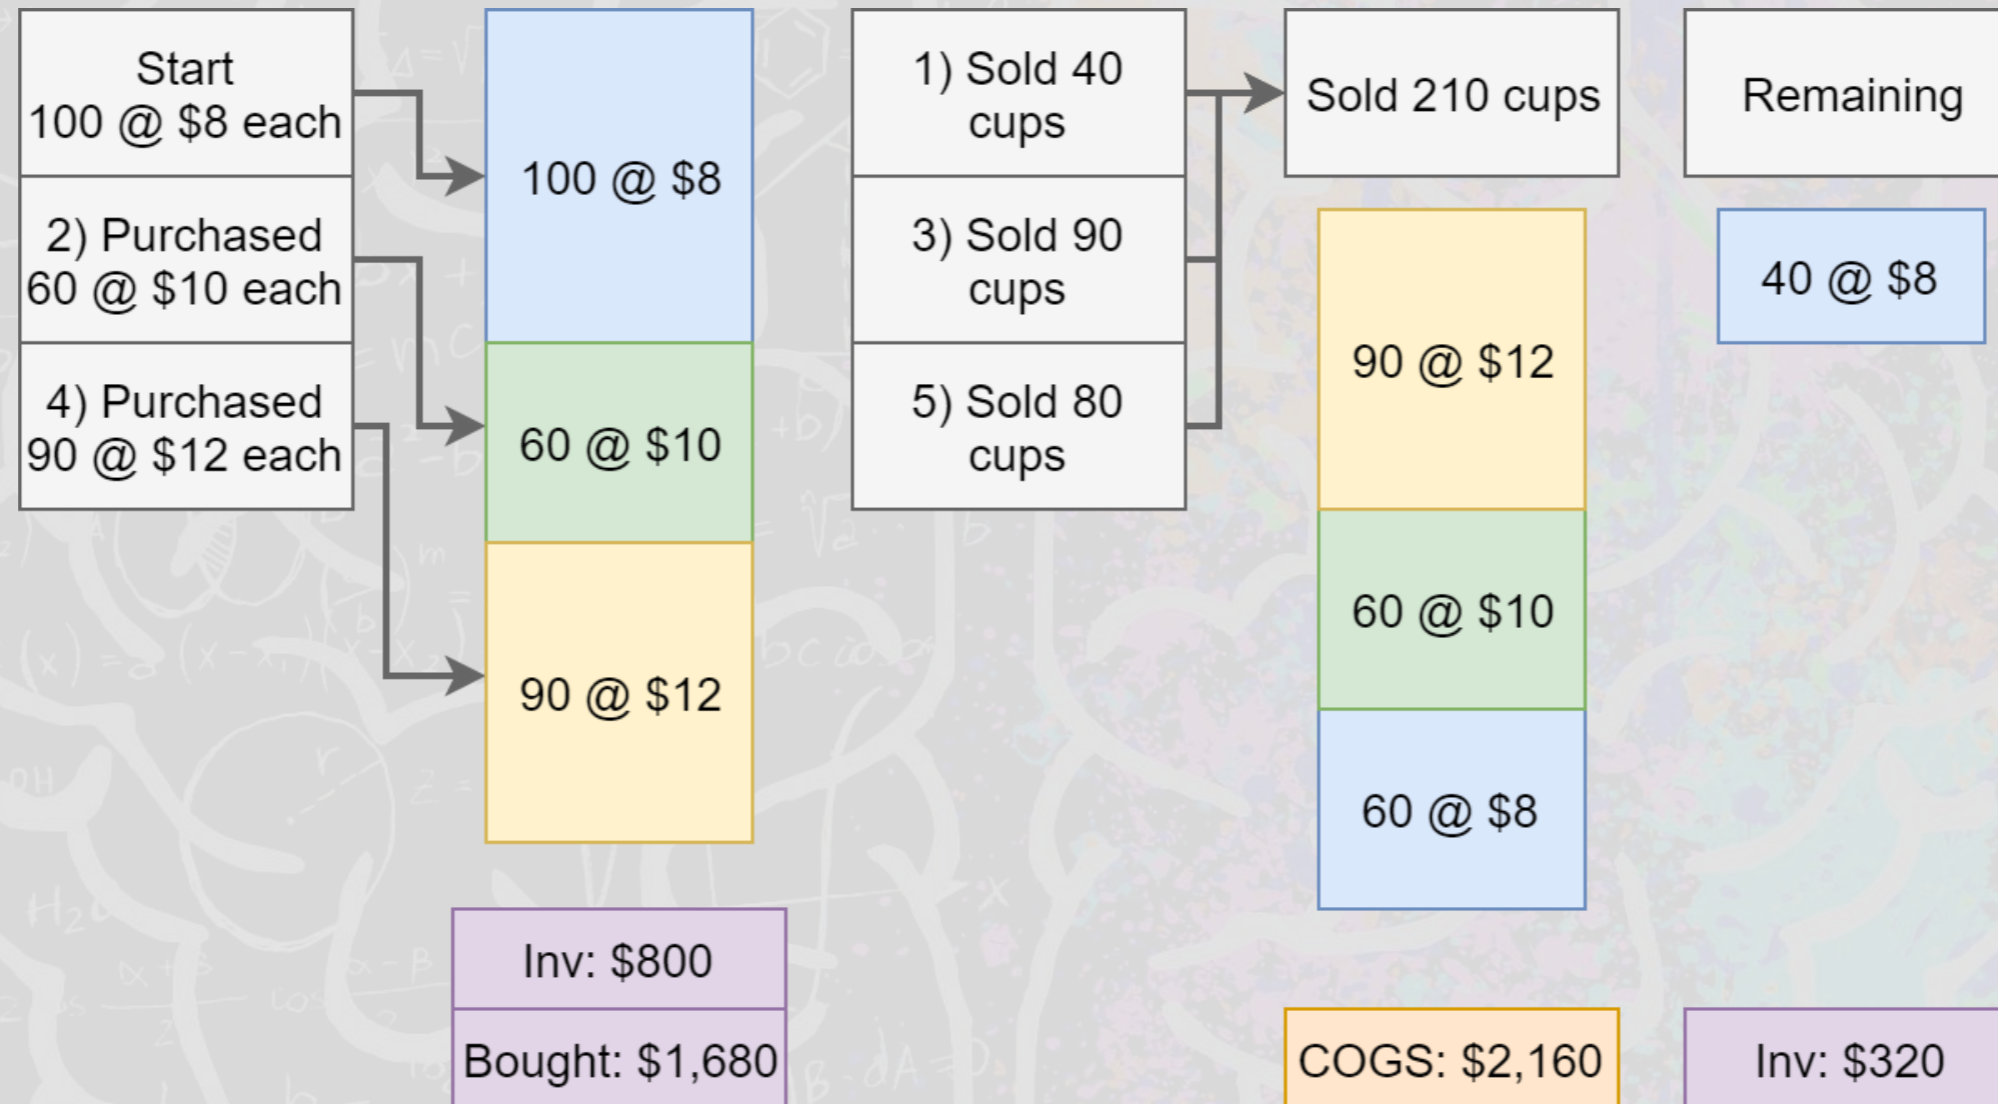 Start
100 @ $8 each
2) Purchased
60 @ $10 each
4) Purchased
90 @ $12 each
100 @ $8
60 @ $10
90 @ $12
Inv: $800
Bought: $1,680
1) Sold 40
cups
3) Sold 90
cups
5) Sold 80
cups
Sold 210 cups
90 @ $12
60 @ $10
60 @ $8
COGS: $2,160
Remaining
40 @ $8
Inv: $320